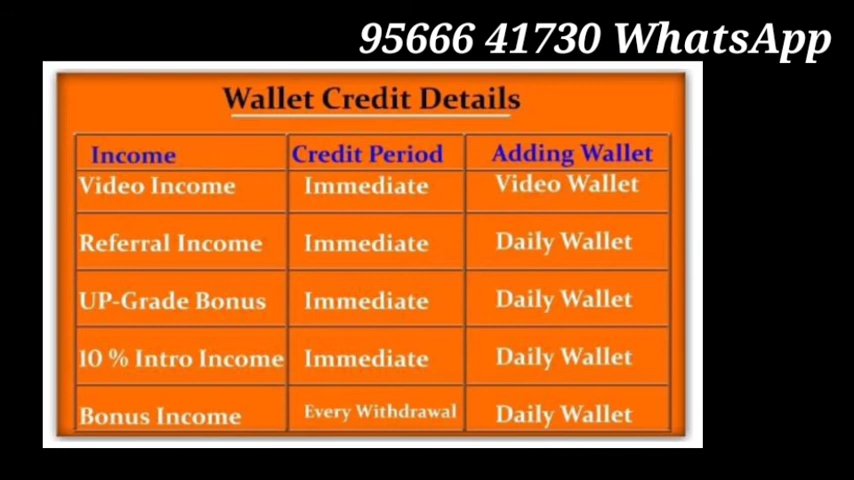 95666 41730 WhatsApp
Wallet Credit Details
Income Credit Period Adding Wallet
Video Income Immediate Video Wallet
Referral Income Immediate Daily Wallet
UP-Grade Bonus Immediate Daily Wallet
10 % Intro Income Immediate Daily Wallet
Bonus Income Every Withdrawal Daily Wallet